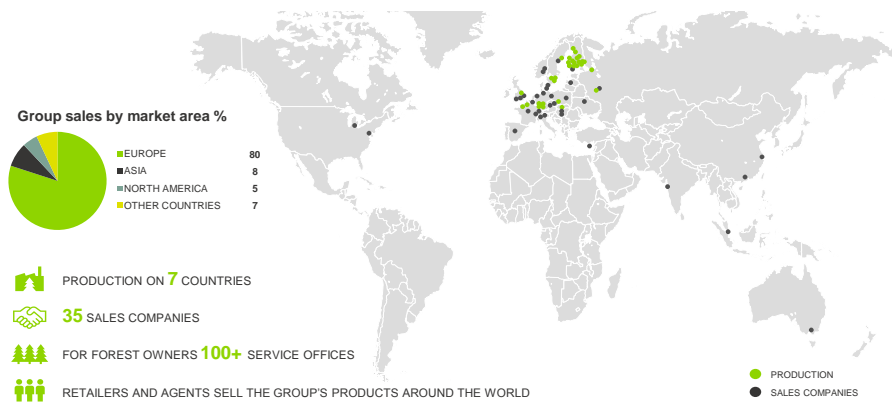 Group sales by market area %
EUROPE 80
ASIA 8
NORTH AMERICA 5
OTHER COUNTRIES 7
PRODUCTION ON 7 COUNTRIES
35 SALES COMPANIES
FOR FOREST OWNERS 100+ SERVICE OFFICES
RETAILERS AND AGENTS SELL THE GROUP'S PRODUCTS AROUND THE WORLD
PRODUCTION
SALES COMPANIES